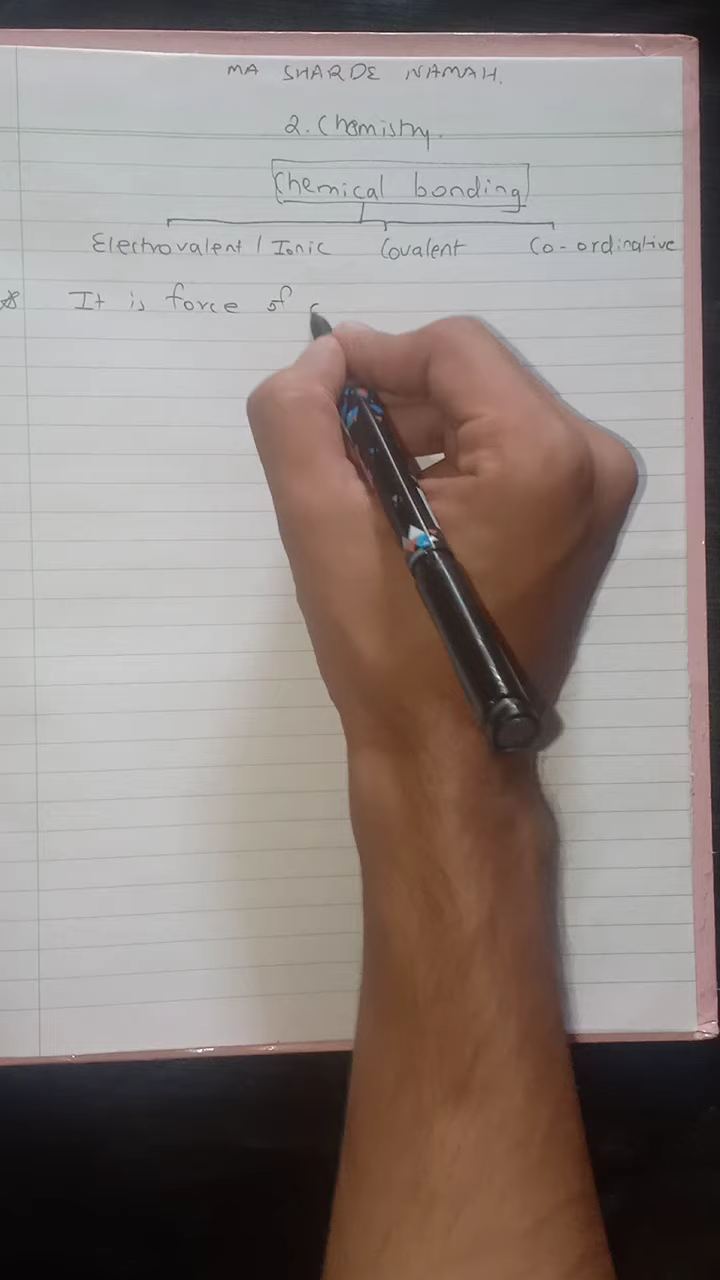 MA SHARDE NAMAH.
2. Chemistry.
Chemical bonding
Electrovalent / Ionic Covalent Co-ordinative
It is force of